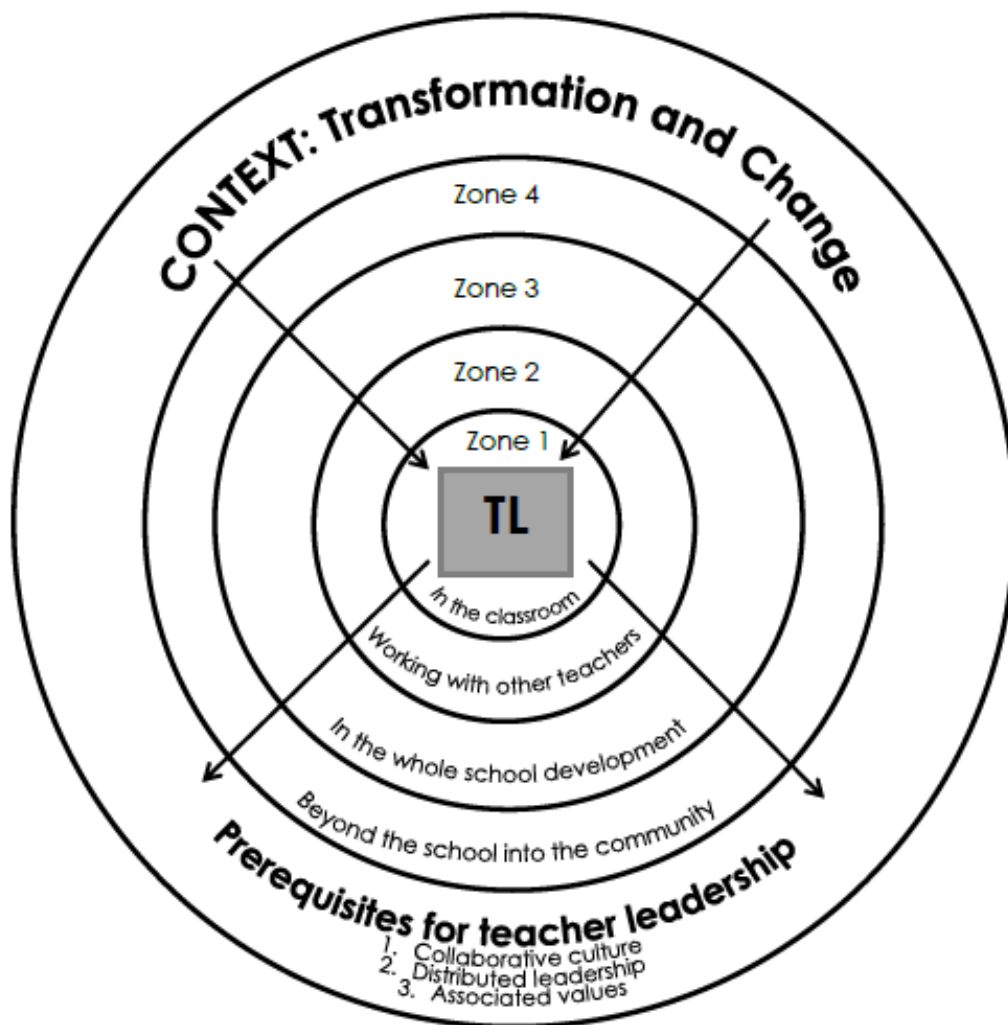 CONTEXT: Transformation and Change
Zone 4
Zone 3
Zone 2
Zone 1
TL
In the classroom
Working with other teachers
In the whole school development
Beyond the school into the community
Prerequisites for teacher leadership
1. Collaborative culture
2. Distributed leadership
3. Associated values